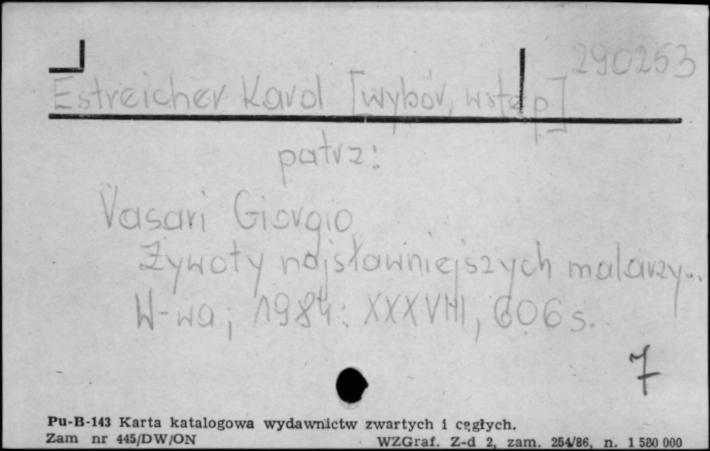 290253
Estreicher Karol [wybór, wstęp]
patrz:
Vasari Giorgio
Żywoty najsławniejszych malarzy...
W-wa; 1984: XXXVIII, 606 s.
7
Pu-B-143 Karta katalogowa wydawnictw zwartych i cęgłych.
Zam nr 445/DW/ON WZGraf. Z-d 2, zam. 254/86, n. 1 580 000